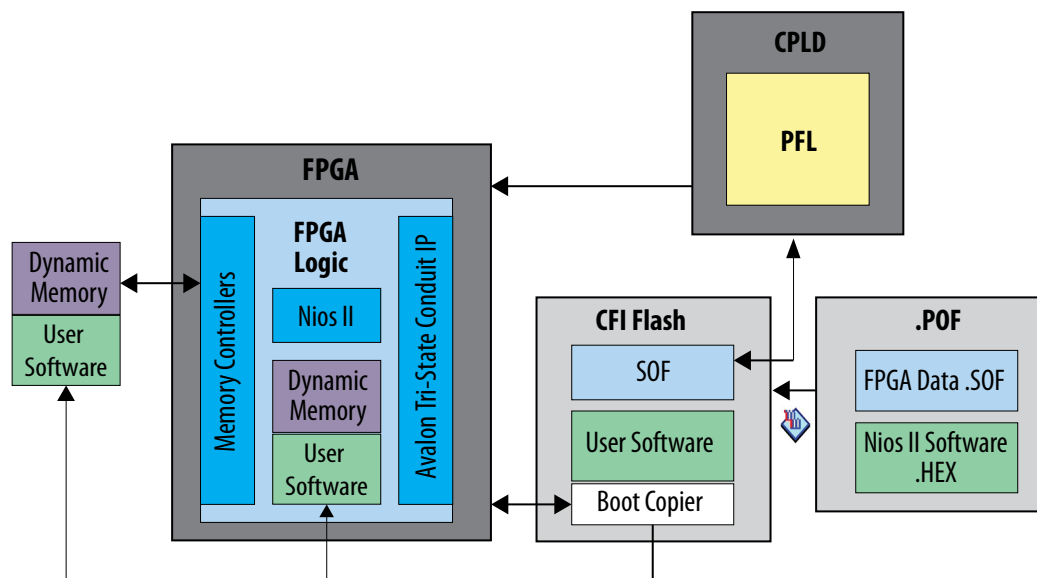 CPLD
PFL
FPGA
FPGA
Logic
Memory Controllers
Nios II
Dynamic
Memory
User
Software
Avalon Tri-State Conduit IP
Dynamic
Memory
User
Software
CFI Flash
SOF
User Software
Boot Copier
.POF
FPGA Data .SOF
Nios II Software
.HEX